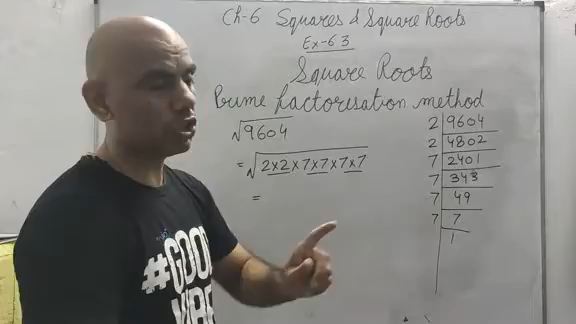 Ch-6 Squares & Square Roots
Ex-6 3
Square Roots
Prime factorisation method
√9604
= √2×2×7×7×7×7
=
2 9604
2 4802
7 2401
7 343
7 49
7 7
1
#GOOD
VIBE